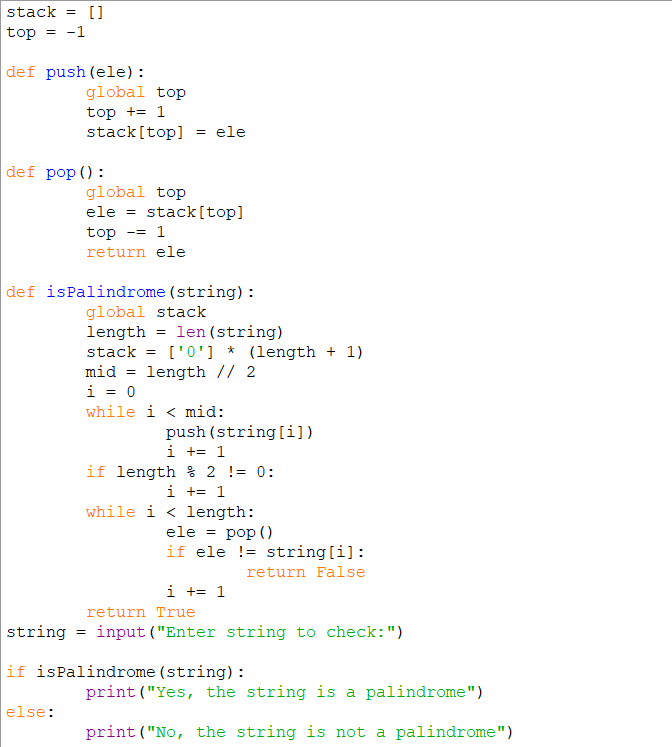 stack = []
top = -1

def push(ele):
        global top
        top += 1
        stack[top] = ele

def pop():
        global top
        ele = stack[top]
        top -= 1
        return ele

def isPalindrome(string):
        global stack
        length = len(string)
        stack = ['0'] * (length + 1)
        mid = length // 2
        i = 0
        while i < mid:
                push(string[i])
                i += 1
        if length % 2 != 0:
                i += 1
        while i < length:
                ele = pop()
                if ele != string[i]:
                        return False
                i += 1
        return True
string = input("Enter string to check:")

if isPalindrome(string):
        print("Yes, the string is a palindrome")
else:
        print("No, the string is not a palindrome")